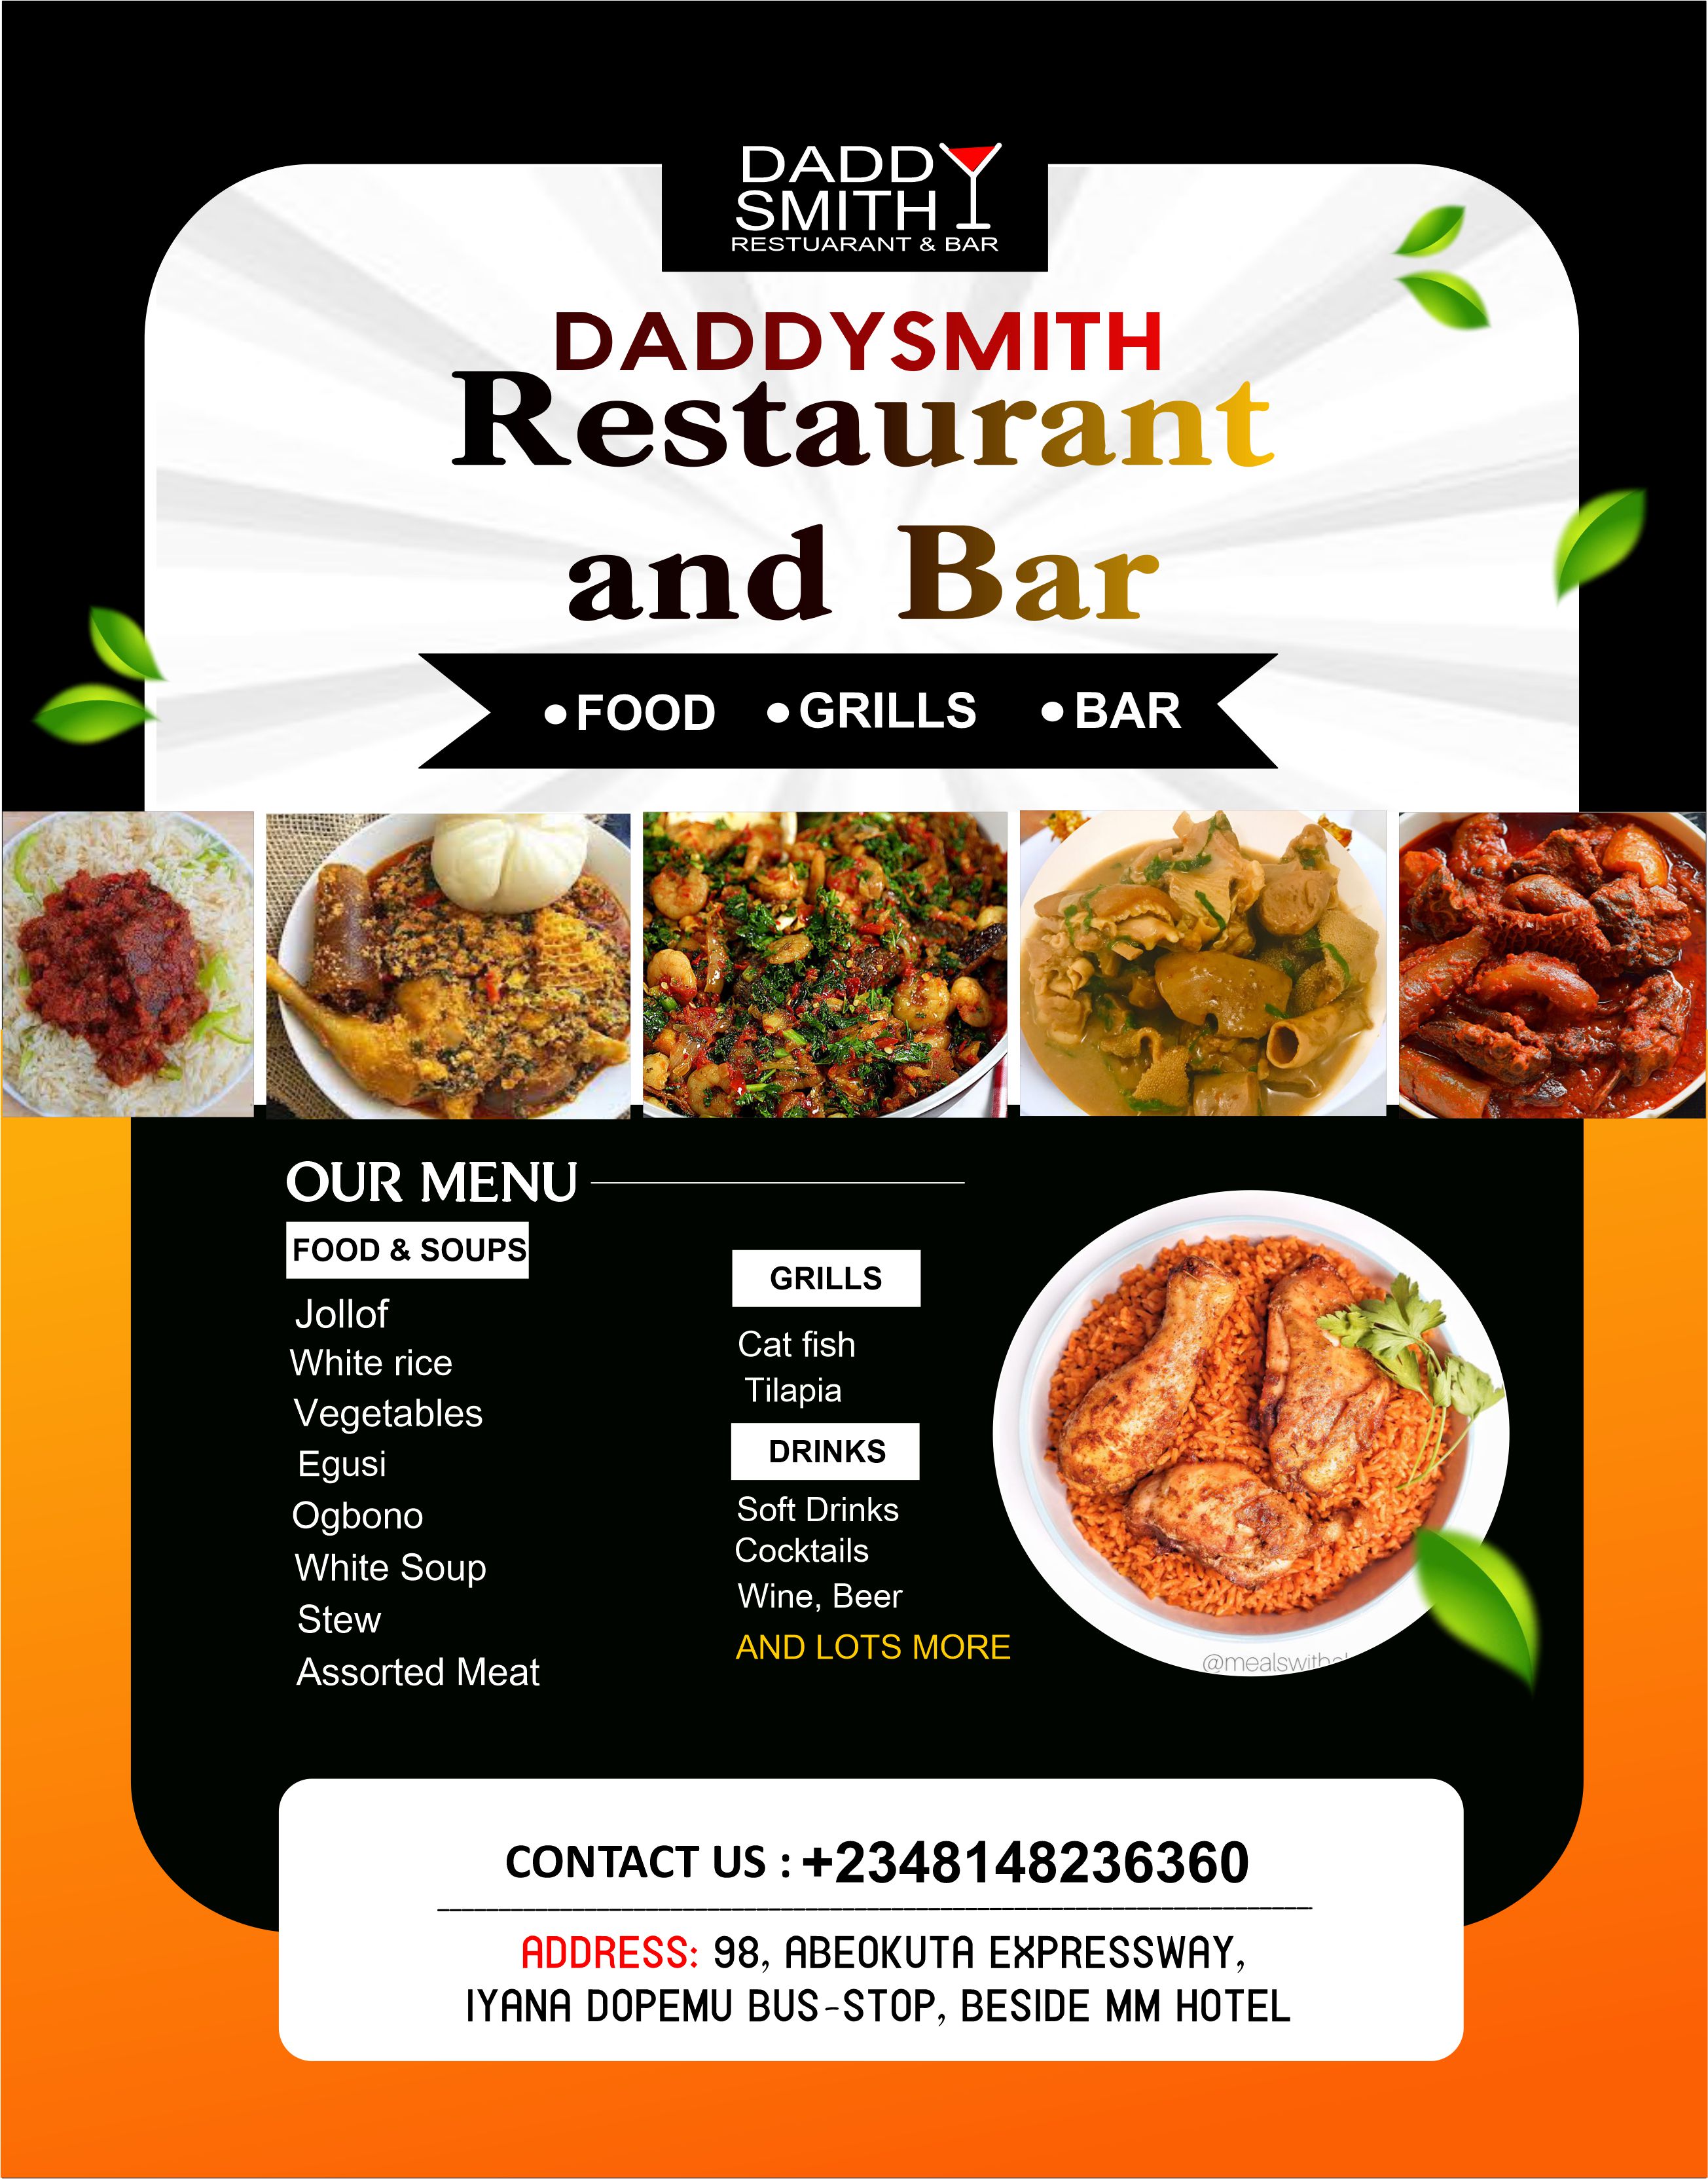 DADDY
SMITH
RESTUARANT & BAR
DADDYSMITH
Restaurant
and Bar
• FOOD • GRILLS • BAR
OUR MENU
FOOD & SOUPS
Jollof
White rice
Vegetables
Egusi
Ogbono
White Soup
Stew
Assorted Meat
GRILLS
Cat fish
Tilapia
DRINKS
Soft Drinks
Cocktails
Wine, Beer
AND LOTS MORE
CONTACT US : +2348148236360
ADDRESS: 98, ABEOKUTA EXPRESSWAY,
IYANA DOPEMU BUS-STOP, BESIDE MM HOTEL